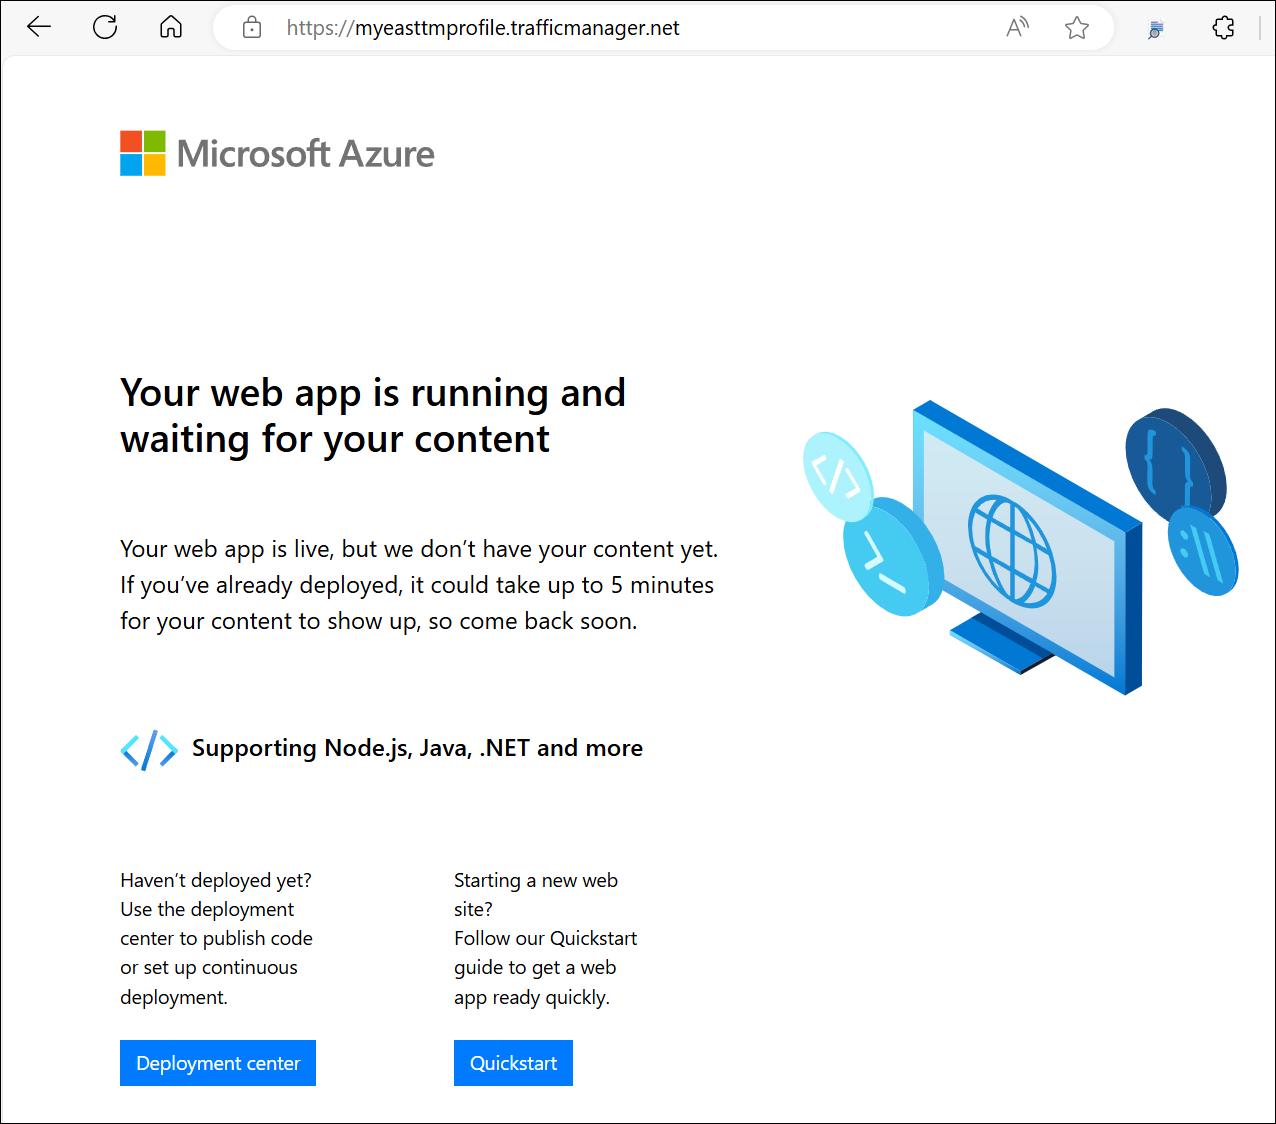 https://myeasttmprofile.trafficmanager.net
Microsoft Azure
Your web app is running and
waiting for your content
Your web app is live, but we don’t have your content yet.
If you’ve already deployed, it could take up to 5 minutes
for your content to show up, so come back soon.
Supporting Node.js, Java, .NET and more
Haven’t deployed yet?
Use the deployment
center to publish code
or set up continuous
deployment.
Deployment center
Starting a new web
site?
Follow our Quickstart
guide to get a web
app ready quickly.
Quickstart